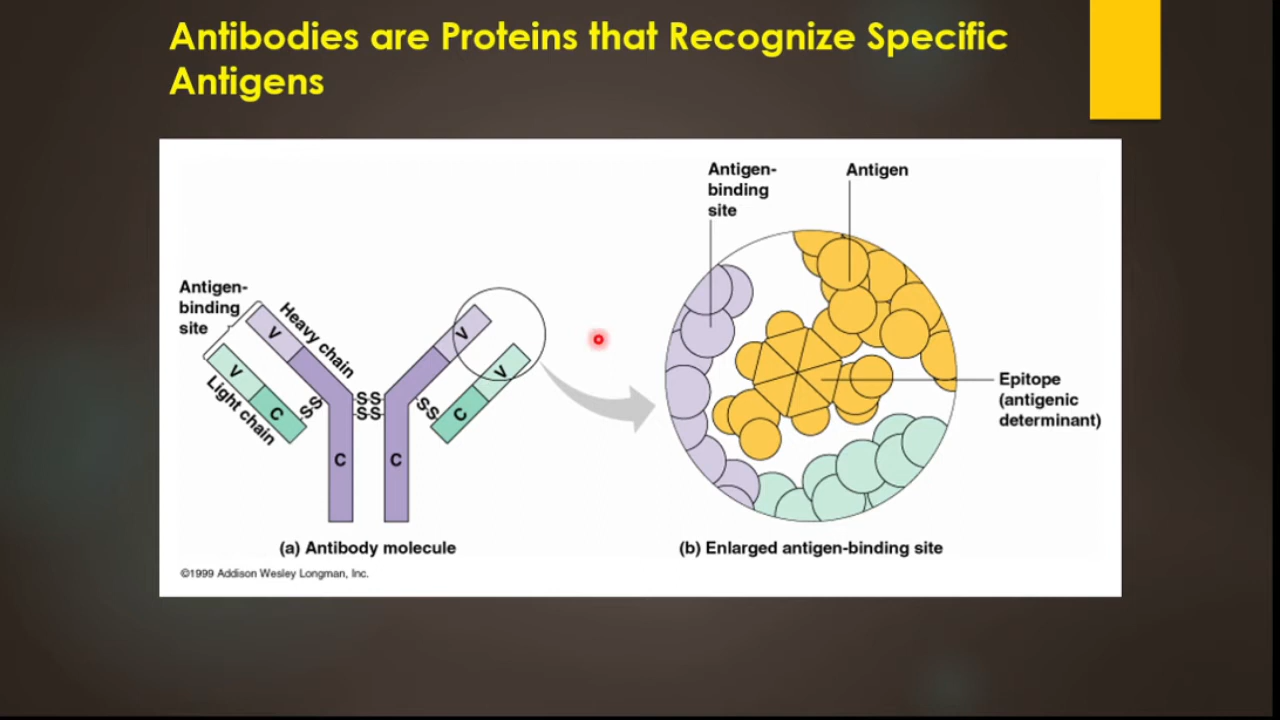 Antibodies are Proteins that Recognize Specific
Antigens
Antigen-
binding
site
Heavy chain
Light chain
V
V
C
SS
SS
SS
C
C
V
V
C
SS
(a) Antibody molecule
Antigen-
binding
site
Antigen
Epitope
(antigenic
determinant)
(b) Enlarged antigen-binding site
©1999 Addison Wesley Longman, Inc.